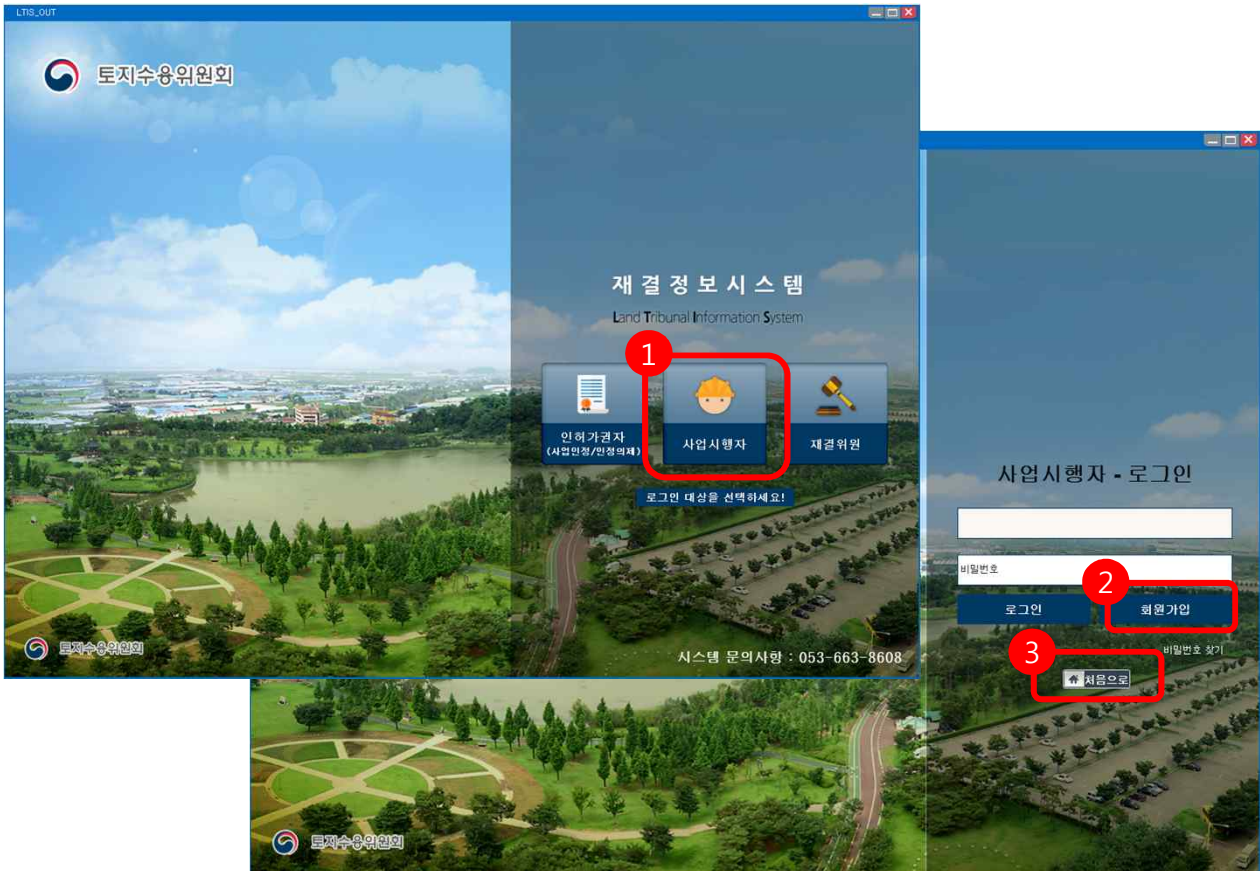 LTIS_OUT
토지수용위원회
재결정보시스템
Land Tribunal Information System
1
인허가권자
(사업인정/인정의제)
사업시행자
재결위원
로그인 대상을 선택하세요!
토지수용위원회
시스템 문의사항 : 053-663-8608
사업시행자 - 로그인
비밀번호
2
로그인
회원가입
비밀번호 찾기
3
처음으로
토지수용위원회